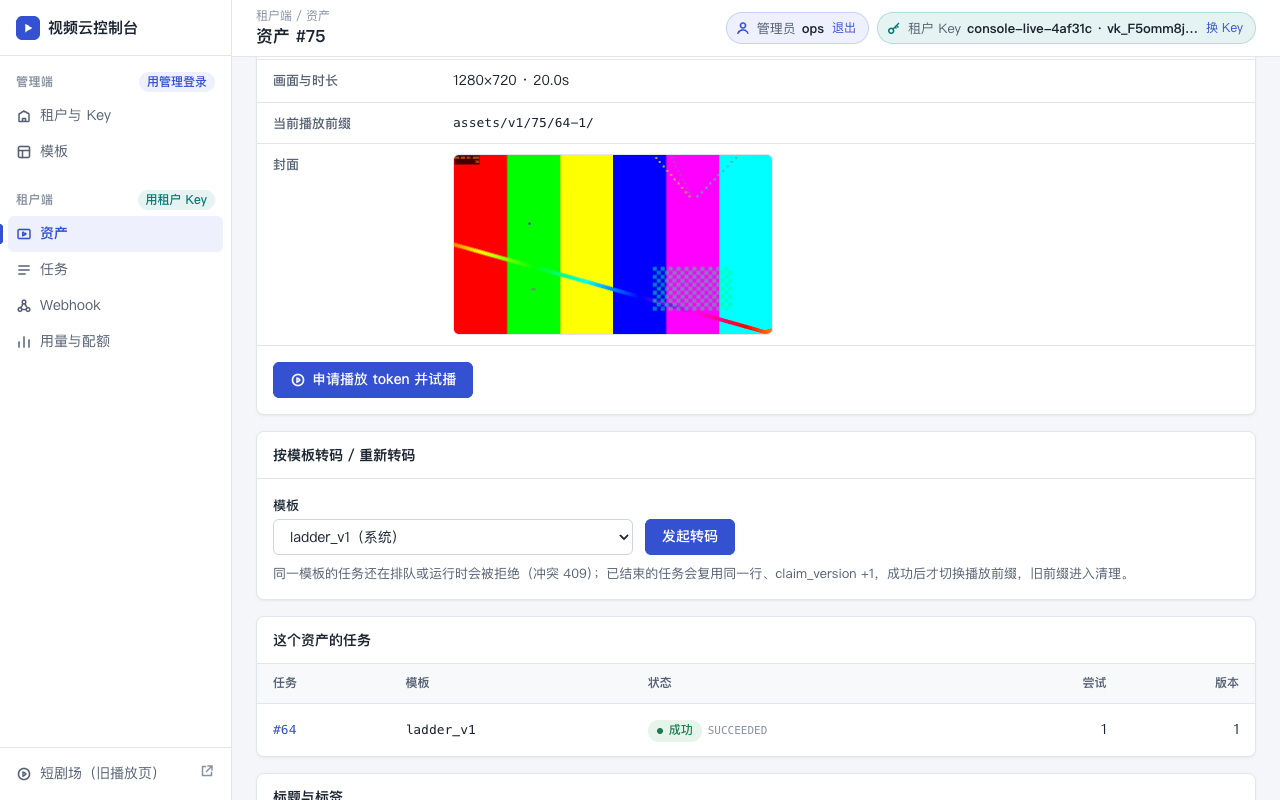 视频云控制台
管理端
用管理登录
租户与 Key
模板
租户端
用租户 Key
资产
任务
Webhook
用量与配额
短剧场（旧播放页）
租户端 / 资产
资产 #75
管理员 ops 退出
租户 Key console-live-4af31c · vk_F5omm8j... 换 Key
画面与时长 1280×720 · 20.0s
当前播放前缀 assets/v1/75/64-1/
封面
申请播放 token 并试播
按模板转码 / 重新转码
模板
ladder_v1（系统）
发起转码
同一模板的任务还在排队或运行时会被拒绝（冲突 409）；已结束的任务会复用同一行、claim_version +1，成功后才切换播放前缀，旧前缀进入清理。
这个资产的任务
任务 模板 状态 尝试 版本
#64 ladder_v1 成功 SUCCEEDED 1 1
标题与标签